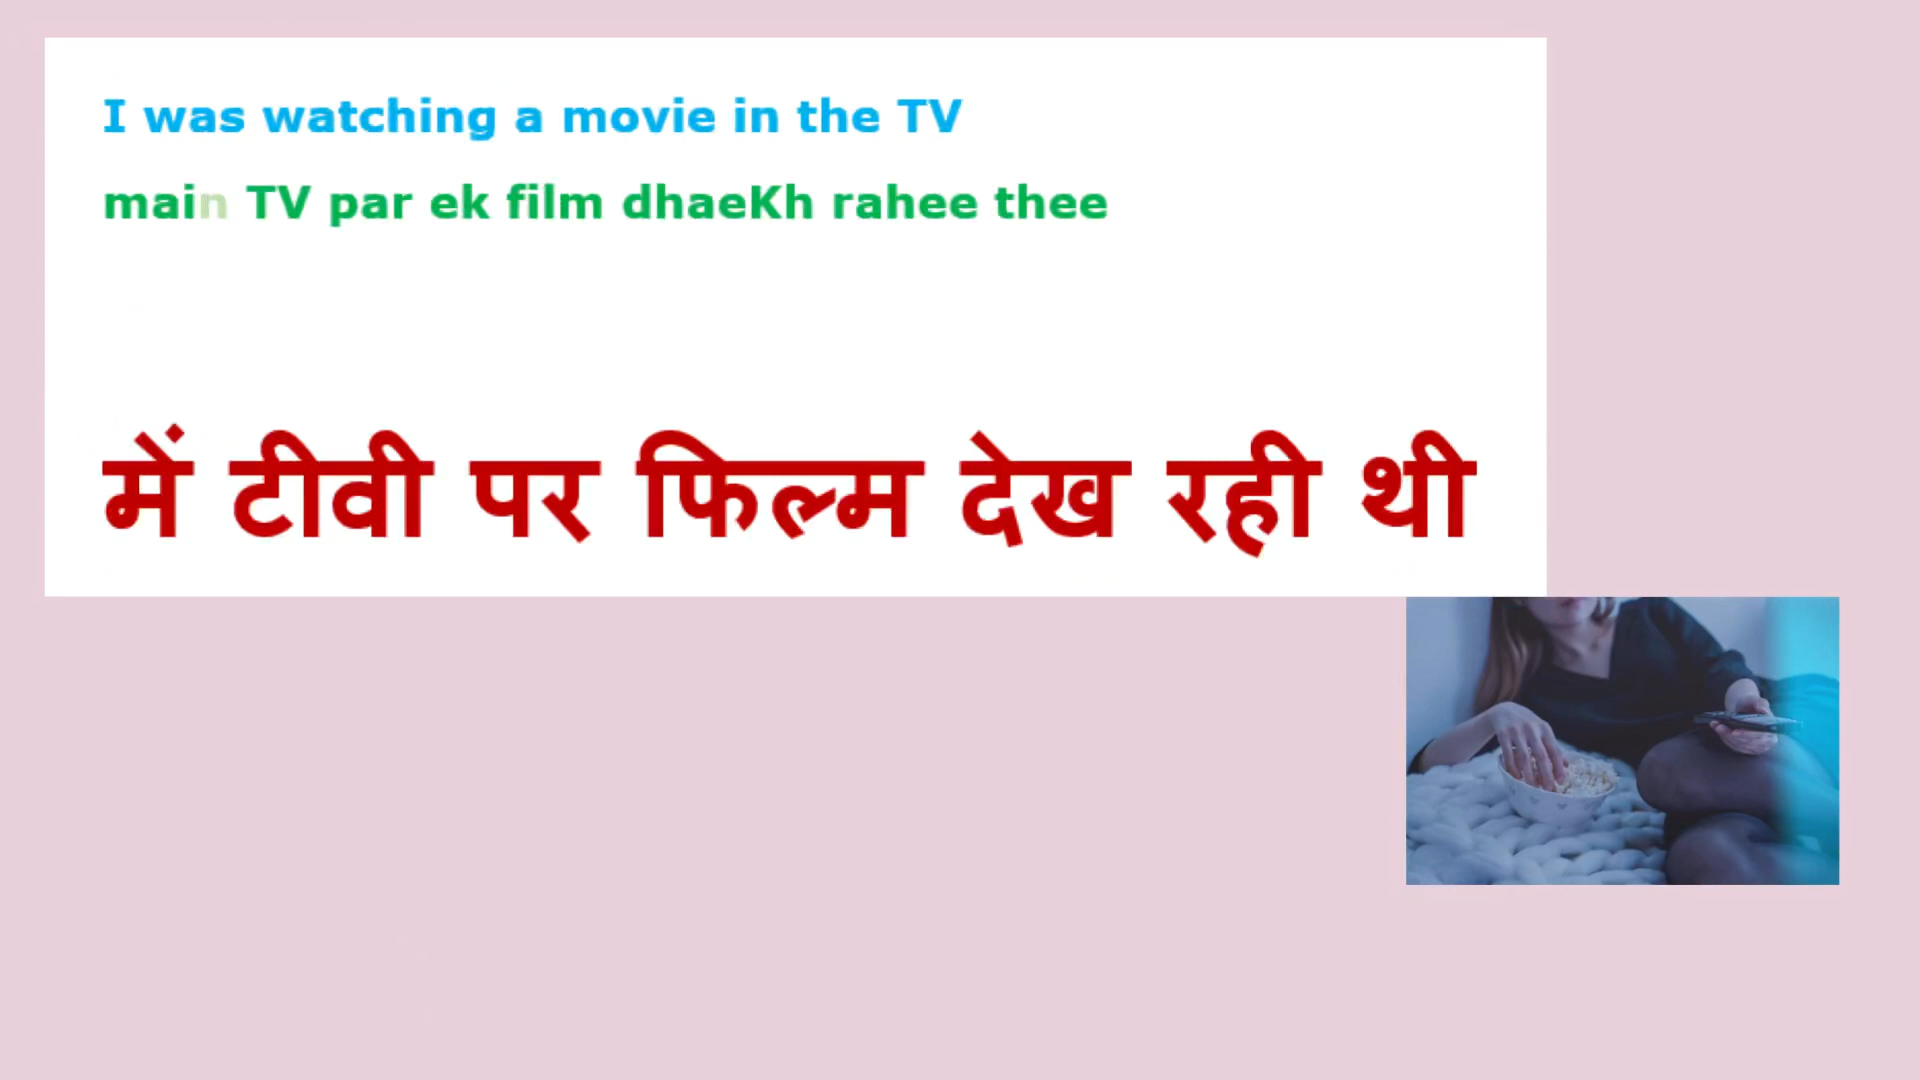 I was watching a movie in the TV
main TV par ek film dhaeKh rahee thee
में टीवी पर फिल्म देख रही थी